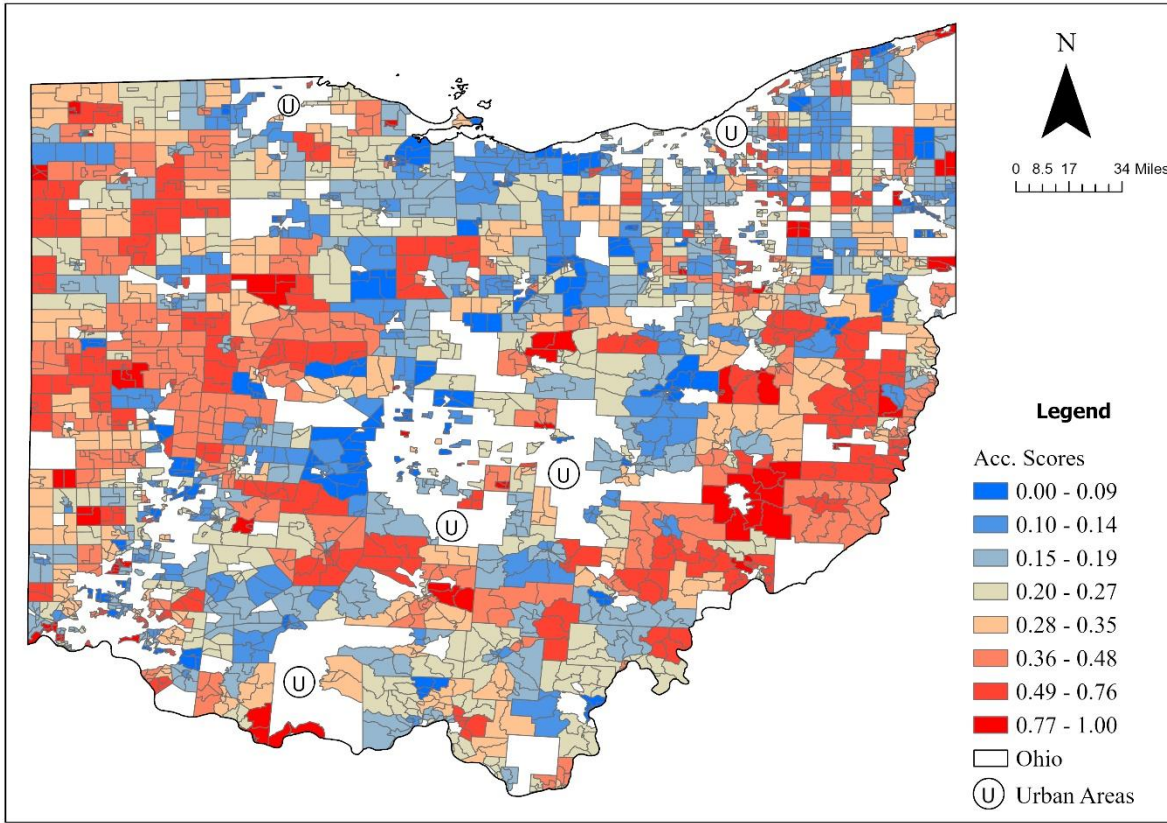 U
U
N
0 8.5 17 34 Miles
U
U
U
Legend
Acc. Scores
0.00 - 0.09
0.10 - 0.14
0.15 - 0.19
0.20 - 0.27
0.28 - 0.35
0.36 - 0.48
0.49 - 0.76
0.77 - 1.00
Ohio
U Urban Areas